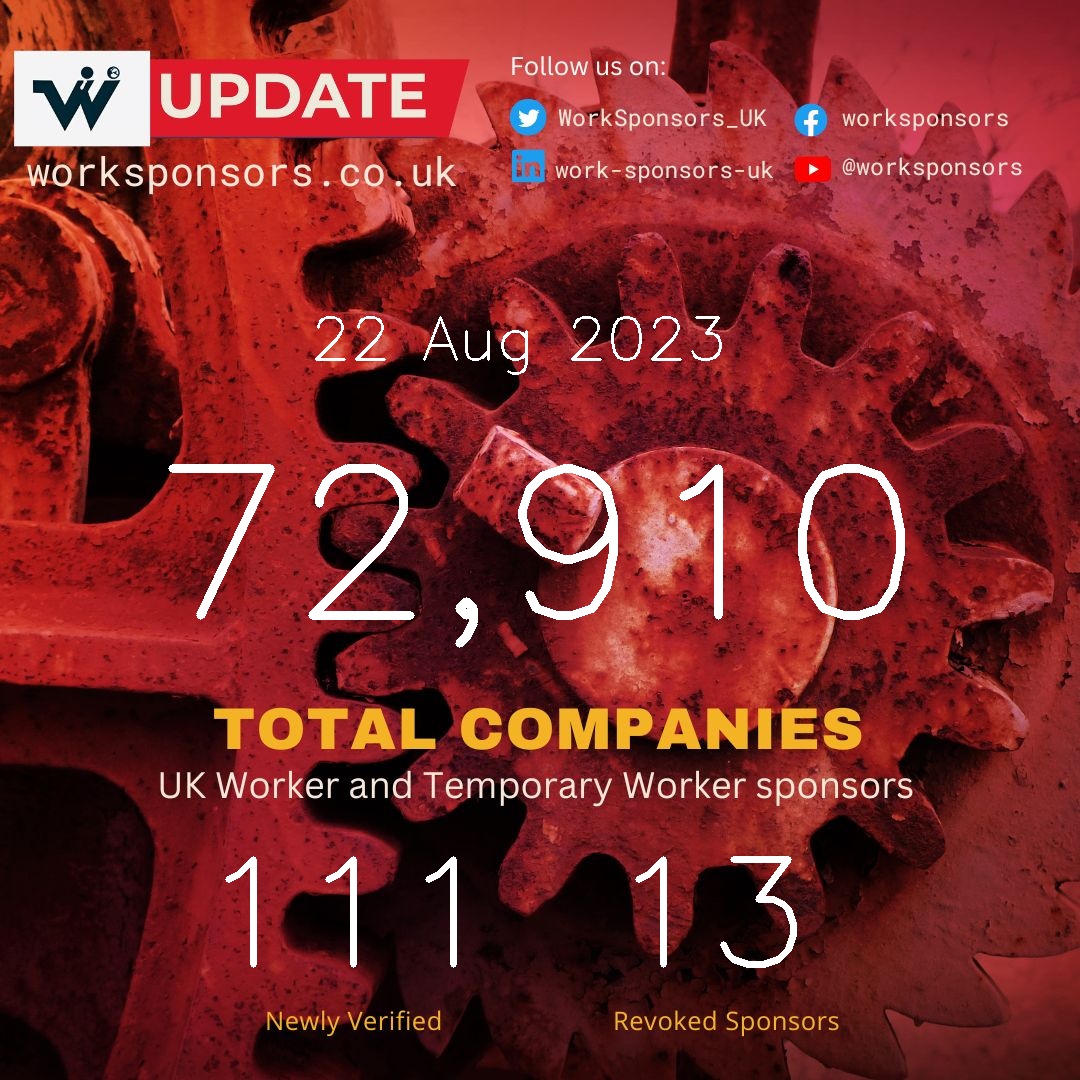 UPDATE
worksponsors.co.uk
Follow us on:
WorkSponsors_UK
worksponsors
work-sponsors-uk
@worksponsors
22 Aug 2023
72,910
TOTAL COMPANIES
UK Worker and Temporary Worker sponsors
111 13
Newly Verified Revoked Sponsors